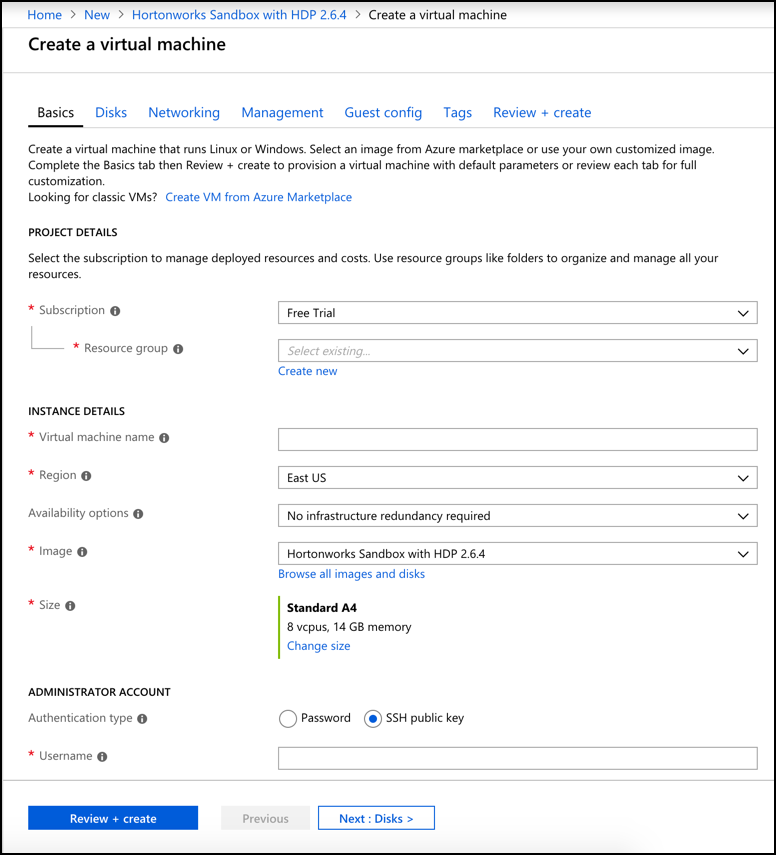 Home > New > Hortonworks Sandbox with HDP 2.6.4 > Create a virtual machine
Create a virtual machine
Basics Disks Networking Management Guest config Tags Review + create
Create a virtual machine that runs Linux or Windows. Select an image from Azure marketplace or use your own customized image.
Complete the Basics tab then Review + create to provision a virtual machine with default parameters or review each tab for full
customization.
Looking for classic VMs? Create VM from Azure Marketplace
PROJECT DETAILS
Select the subscription to manage deployed resources and costs. Use resource groups like folders to organize and manage all your
resources.
* Subscription Free Trial
* Resource group Select existing...
Create new
INSTANCE DETAILS
* Virtual machine name
* Region East US
Availability options No infrastructure redundancy required
* Image Hortonworks Sandbox with HDP 2.6.4
Browse all images and disks
* Size Standard A4
8 vcpus, 14 GB memory
Change size
ADMINISTRATOR ACCOUNT
Authentication type Password SSH public key
* Username
Review + create Previous Next : Disks >